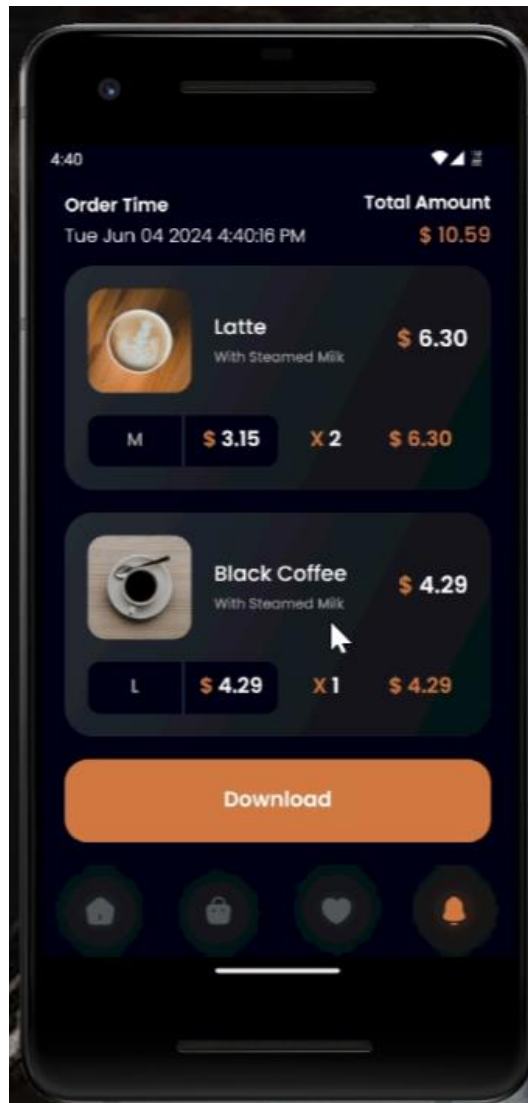 4:40
Order Time
Total Amount
Tue Jun 04 2024 4:40:16 PM
$ 10.59
Latte
With Steamed Milk
$ 6.30
M
$ 3.15
X 2
$ 6.30
Black Coffee
With Steamed Milk
$ 4.29
L
$ 4.29
X 1
$ 4.29
Download